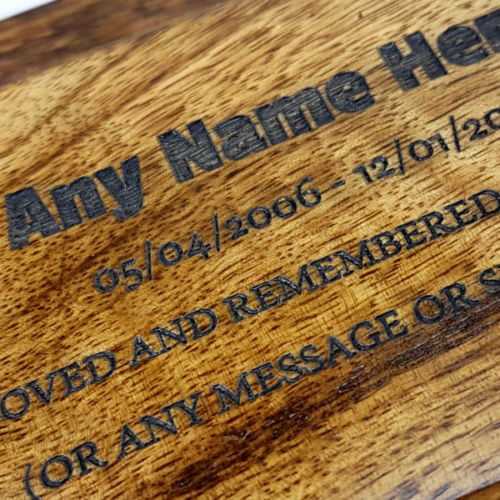 Any Name Her
05/04/2006 - 12/01/20
OVED AND REMEMBERED
(OR ANY MESSAGE OR S